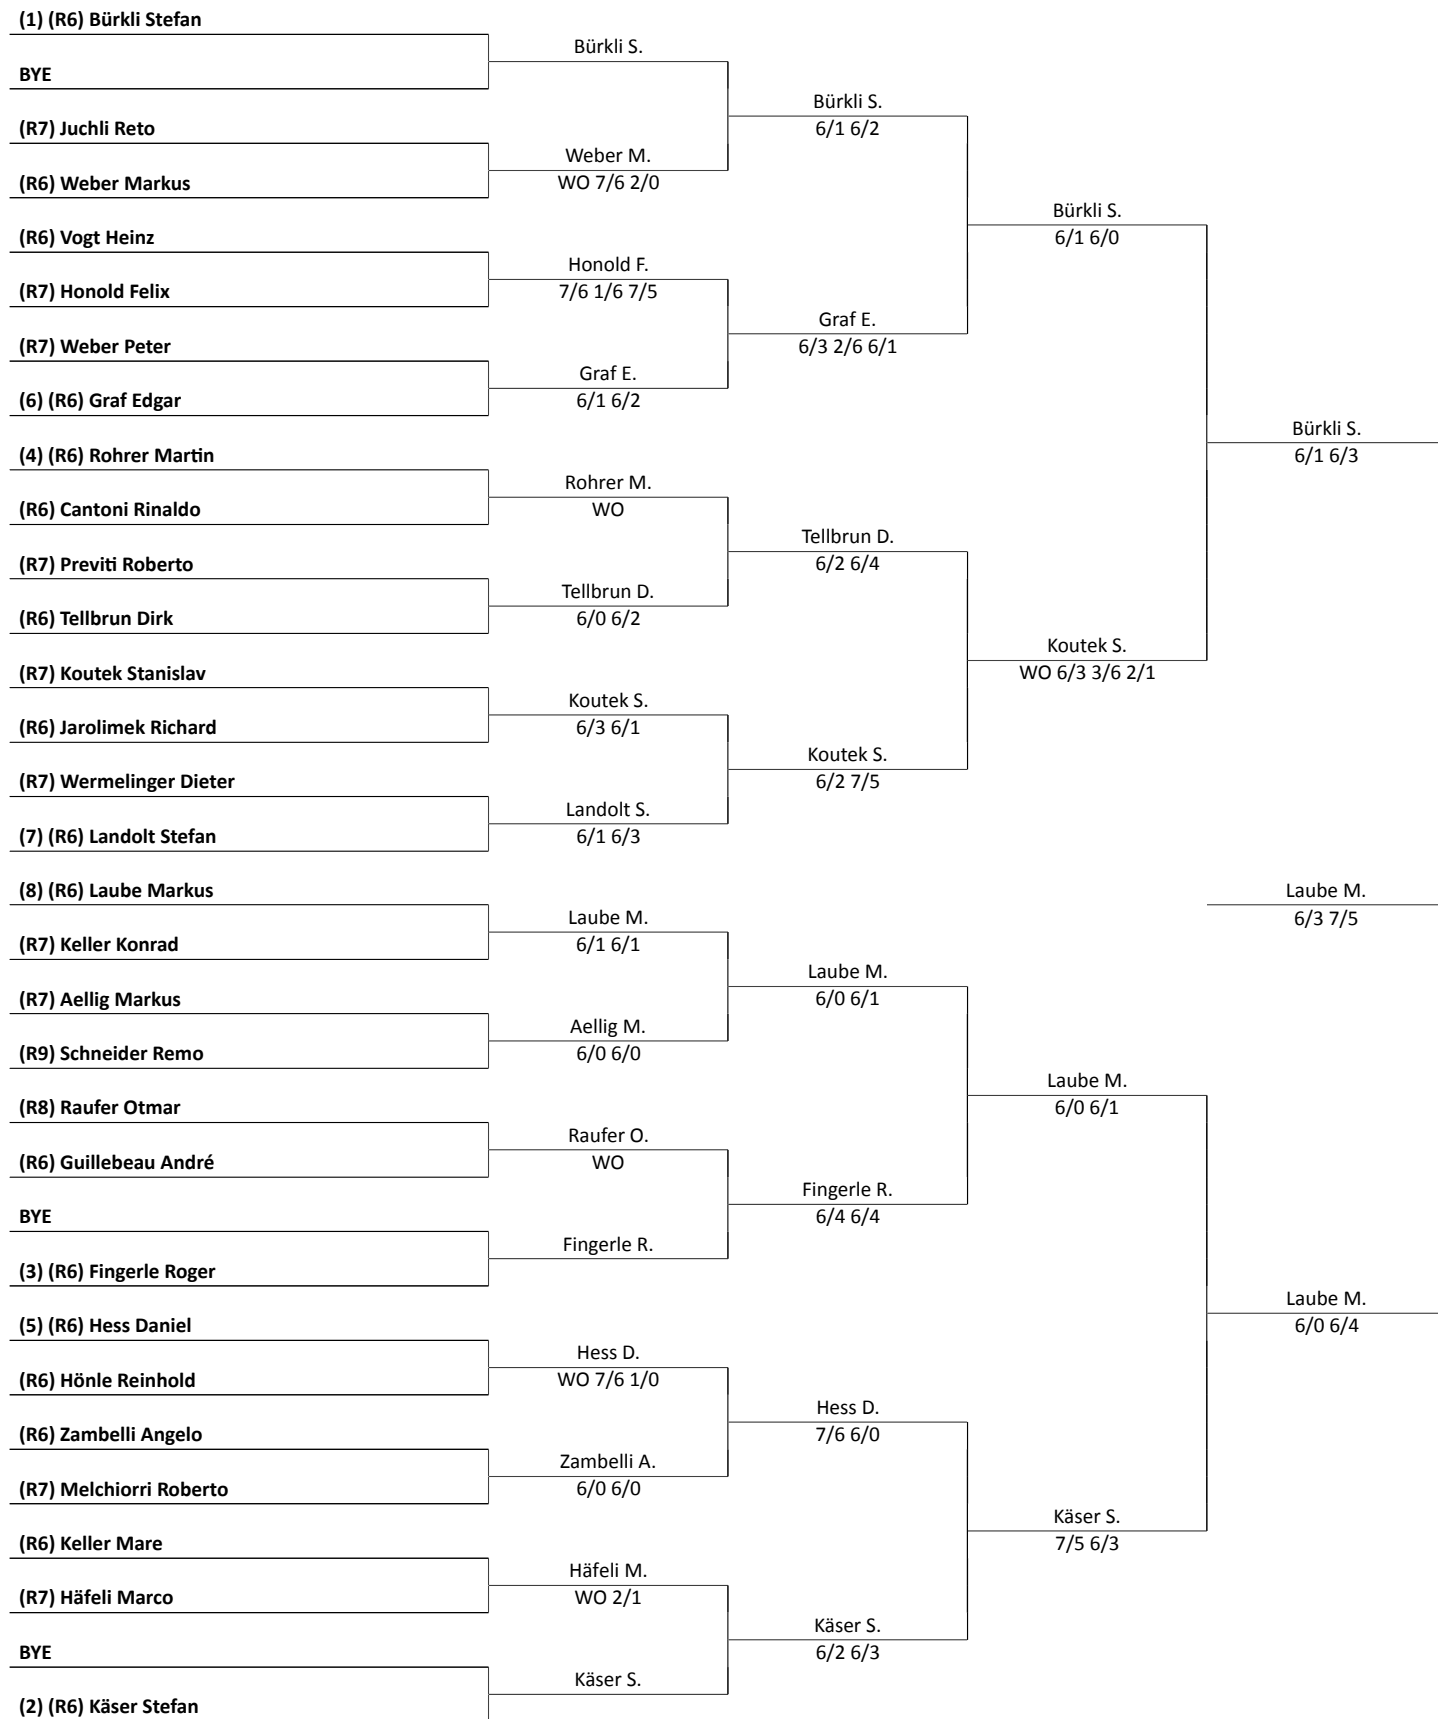 (1) (R6) Bürkli Stefan
BYE
(R7) Juchli Reto
(R6) Weber Markus
(R6) Vogt Heinz
(R7) Honold Felix
(R7) Weber Peter
(6) (R6) Graf Edgar
(4) (R6) Rohrer Martin
(R6) Cantoni Rinaldo
(R7) Previti Roberto
(R6) Tellbrun Dirk
(R7) Koutek Stanislav
(R6) Jarolimek Richard
(R7) Wermelinger Dieter
(7) (R6) Landolt Stefan
(8) (R6) Laube Markus
(R7) Keller Konrad
(R7) Aellig Markus
(R9) Schneider Remo
(R8) Raufer Otmar
(R6) Guillebeau André
BYE
(3) (R6) Fingerle Roger
(5) (R6) Hess Daniel
(R6) Hönle Reinhold
(R6) Zambelli Angelo
(R7) Melchiorri Roberto
(R6) Keller Mare
(R7) Häfeli Marco
BYE
(2) (R6) Käser Stefan
Bürkli S.
Weber M.
WO 7/6 2/0
Honold F.
7/6 1/6 7/5
Graf E.
6/1 6/2
Rohrer M.
WO
Tellbrun D.
6/0 6/2
Koutek S.
6/3 6/1
Landolt S.
6/1 6/3
Laube M.
6/1 6/1
Aellig M.
6/0 6/0
Raufer O.
WO
Fingerle R.
Hess D.
WO 7/6 1/0
Zambelli A.
6/0 6/0
Häfeli M.
WO 2/1
Käser S.
Bürkli S.
6/1 6/2
Graf E.
6/3 2/6 6/1
Tellbrun D.
6/2 6/4
Koutek S.
6/2 7/5
Laube M.
6/0 6/1
Fingerle R.
6/4 6/4
Hess D.
7/6 6/0
Käser S.
6/2 6/3
Bürkli S.
6/1 6/0
Koutek S.
WO 6/3 3/6 2/1
Laube M.
6/0 6/1
Käser S.
7/5 6/3
Bürkli S.
6/1 6/3
Laube M.
6/3 7/5
Laube M.
6/0 6/4